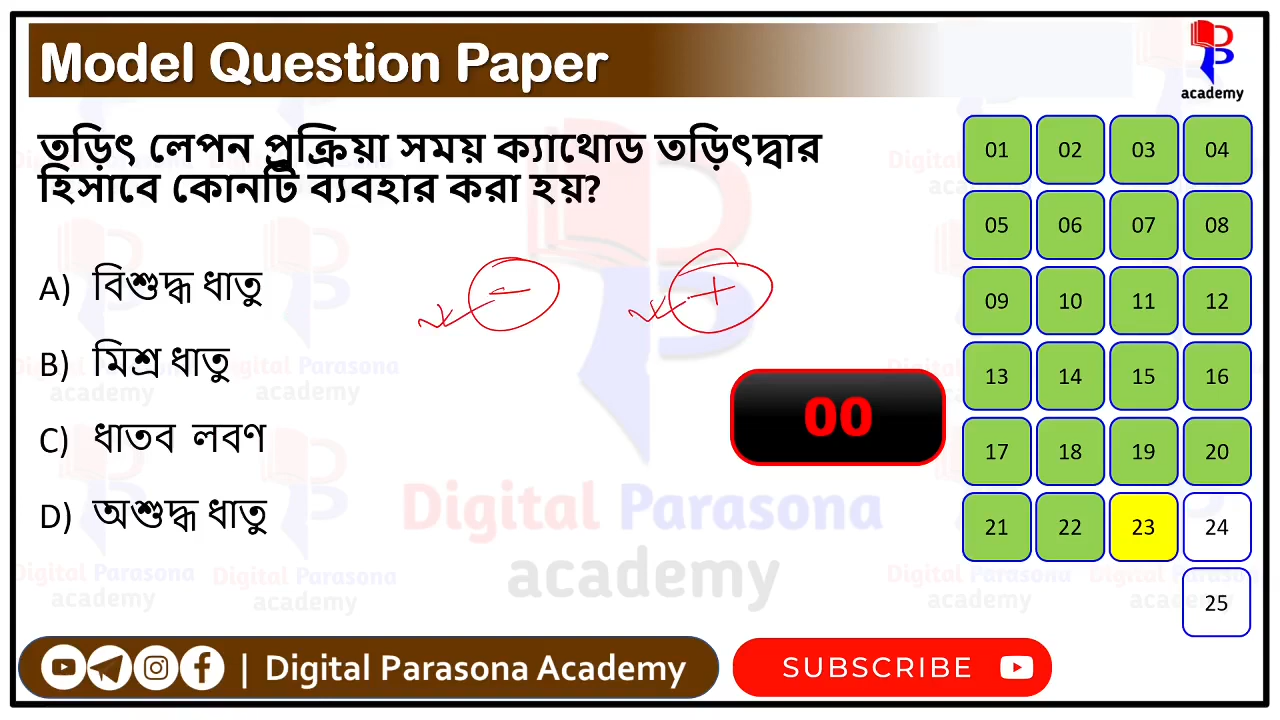 Model Question Paper
academy
তড়িৎ লেপন প্রক্রিয়া সময় ক্যাথোড তড়িৎদ্বার
হিসাবে কোনটি ব্যবহার করা হয়?
A) বিশুদ্ধ ধাতু
B) মিশ্র ধাতু
C) ধাতব লবণ
D) অশুদ্ধ ধাতু
− +
00
01 02 03 04
05 06 07 08
09 10 11 12
13 14 15 16
17 18 19 20
21 22 23 24
25
Digital Parasona
academy
| Digital Parasona Academy
SUBSCRIBE